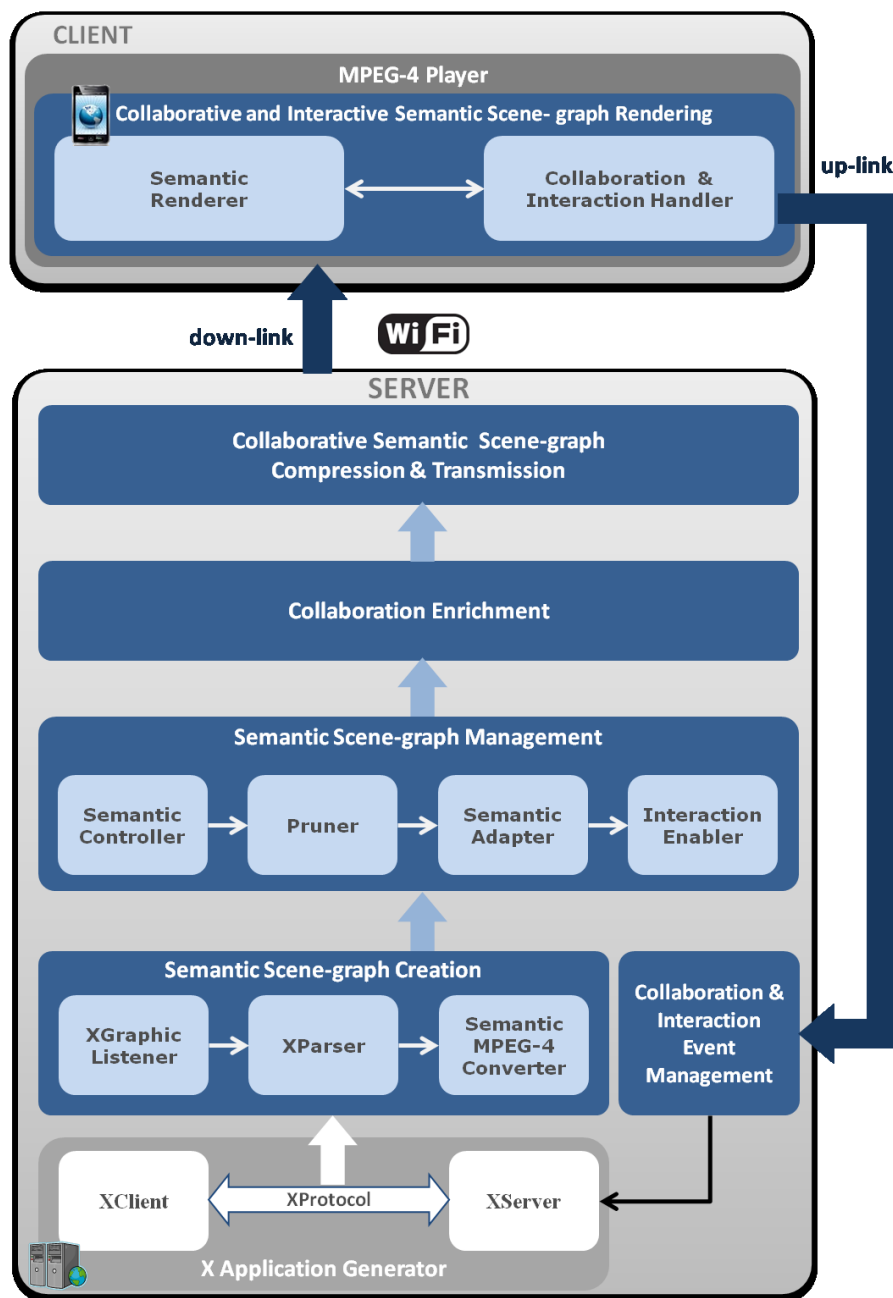 CLIENT
MPEG-4 Player
Collaborative and Interactive Semantic Scene- graph Rendering
Semantic
Renderer
Collaboration &
Interaction Handler
up-link
down-link
Wi Fi
SERVER
Collaborative Semantic Scene-graph
Compression & Transmission
Collaboration Enrichment
Semantic Scene-graph Management
Semantic
Controller
Pruner
Semantic
Adapter
Interaction
Enabler
Semantic Scene-graph Creation
XGraphic
Listener
XParser
Semantic
MPEG-4
Converter
Collaboration &
Interaction
Event
Management
XClient
XProtocol
XServer
X Application Generator